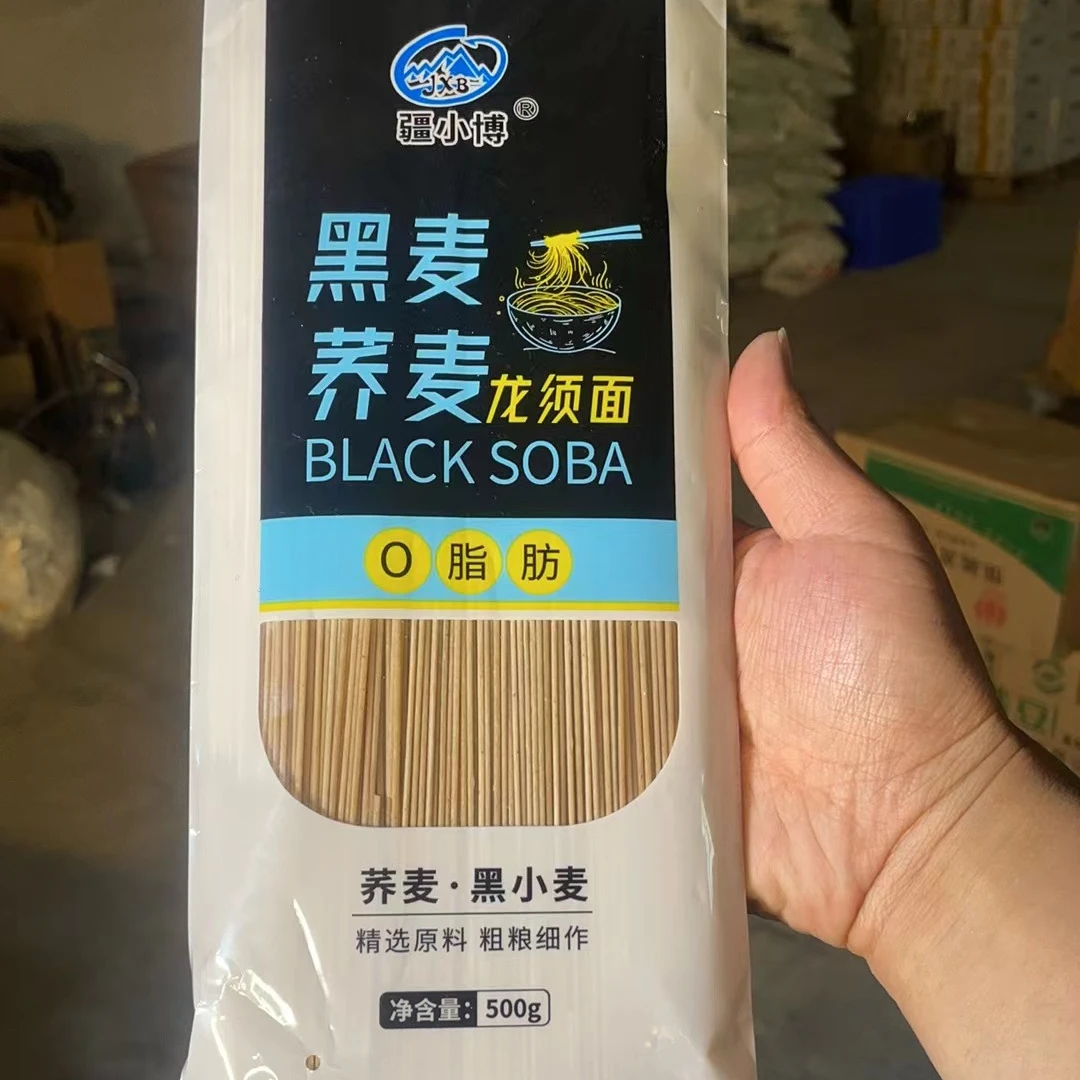 JXB
疆小博®
黑麦
荞麦龙须面
BLACK SOBA
0脂肪
荞麦·黑小麦
精选原料 粗粮细作
净含量：500g